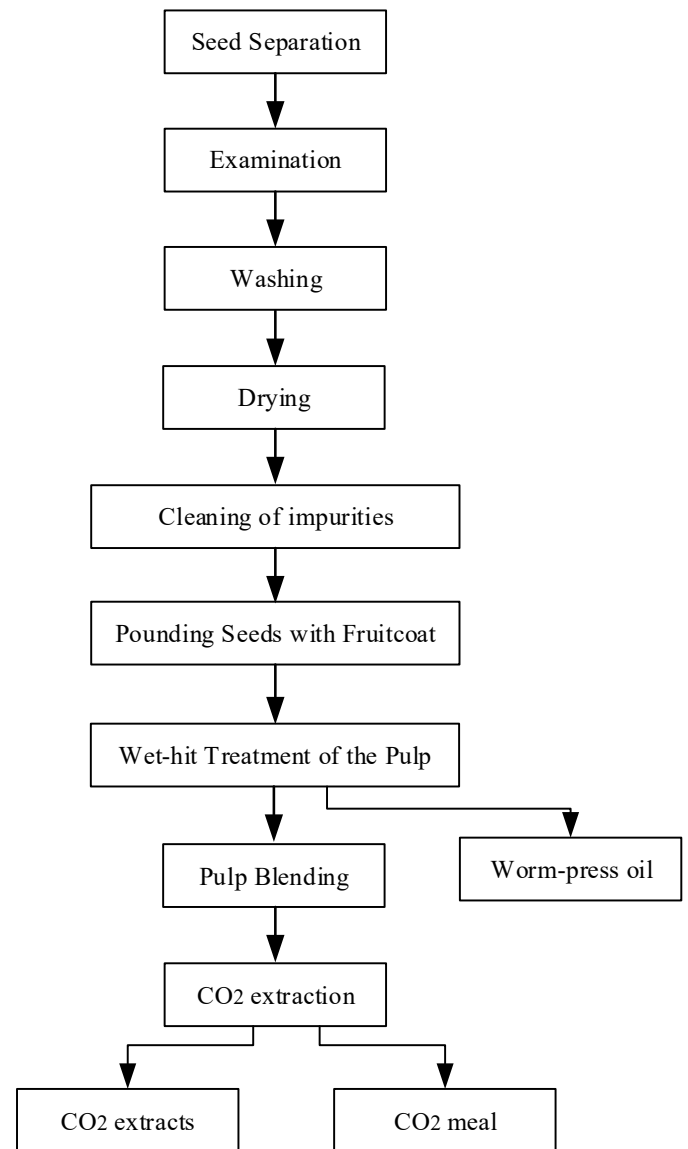 Seed Separation
Examination
Washing
Drying
Cleaning of impurities
Pounding Seeds with Fruitcoat
Wet-hit Treatment of the Pulp
Worm-press oil
Pulp Blending
CO2 extraction
CO2 extracts
CO2 meal